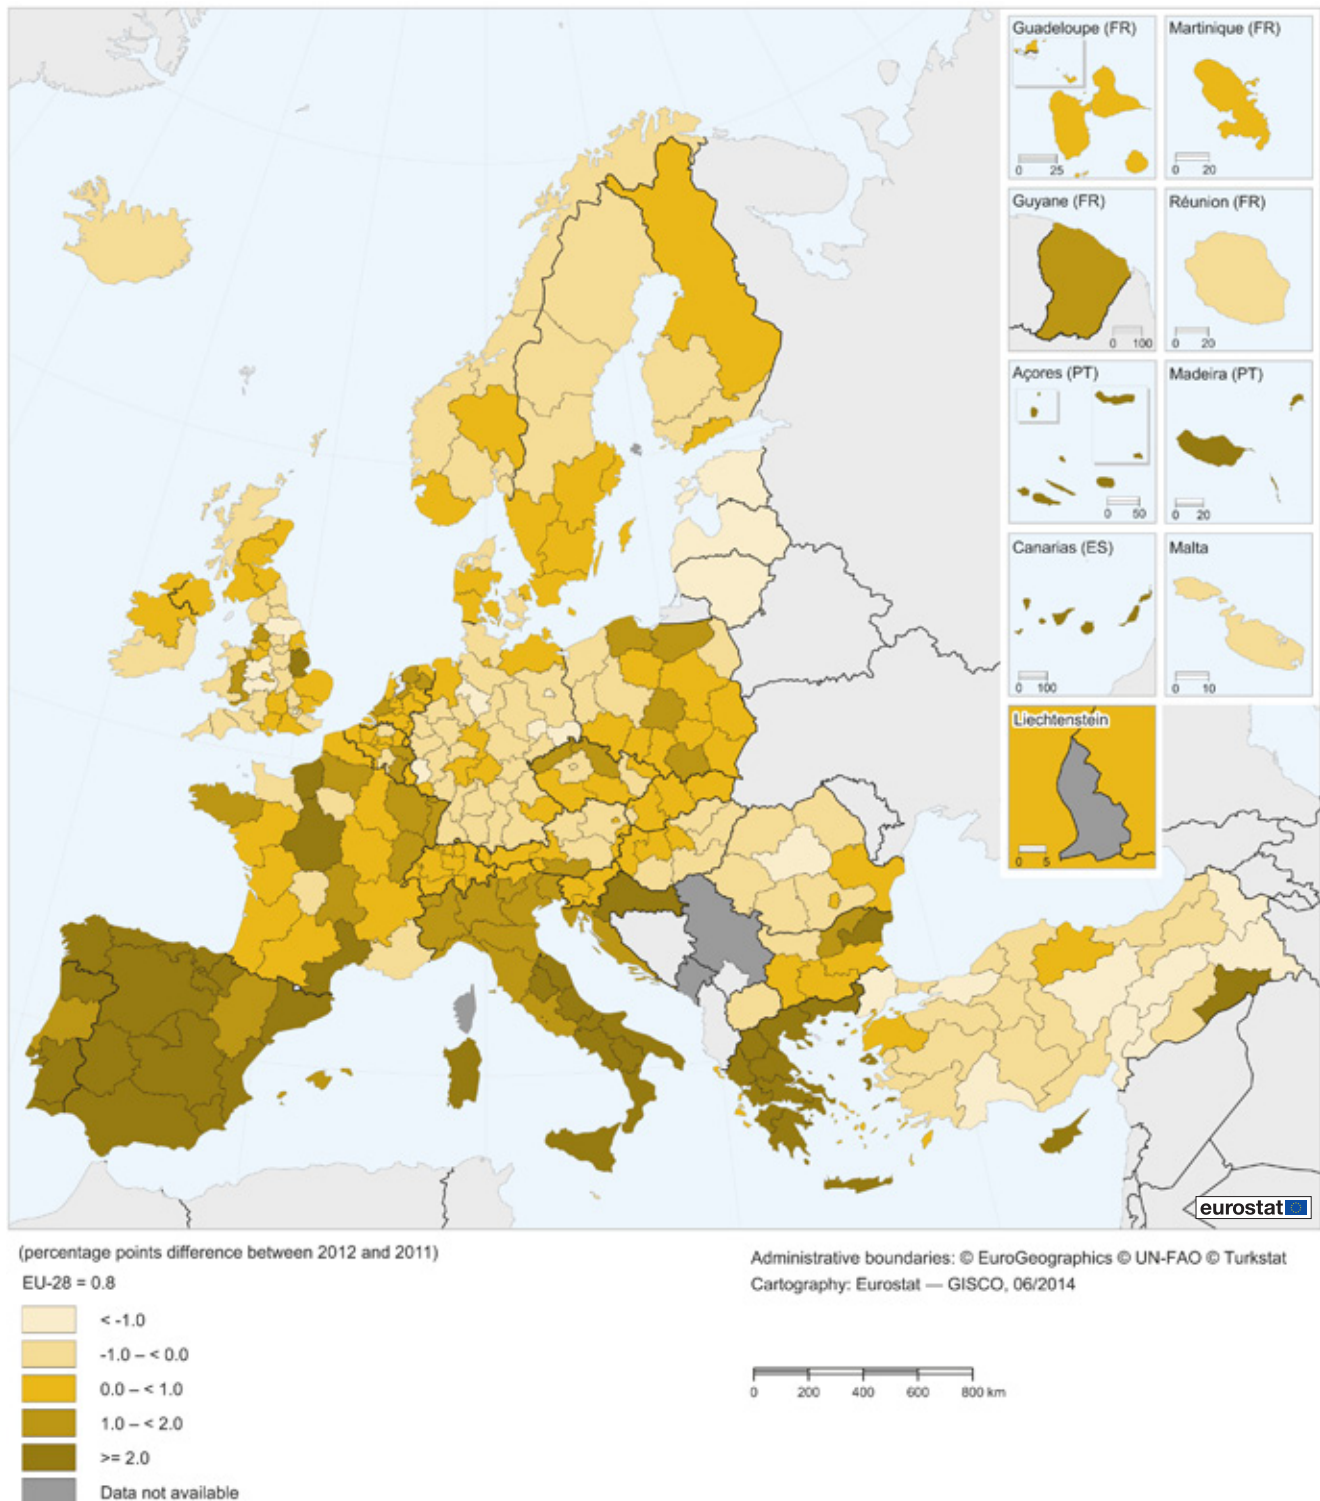 Guadeloupe (FR)
0 25
Martinique (FR)
0 20
Guyane (FR)
0 100
Réunion (FR)
0 20
Açores (PT)
0 50
Madeira (PT)
0 20
Canarias (ES)
0 100
Malta
0 10
Liechtenstein
0 5
eurostat
(percentage points difference between 2012 and 2011)
EU-28 = 0.8
< -1.0
-1.0 – < 0.0
0.0 – < 1.0
1.0 – < 2.0
>= 2.0
Data not available
Administrative boundaries: © EuroGeographics © UN-FAO © Turkstat
Cartography: Eurostat — GISCO, 06/2014
0 200 400 600 800 km